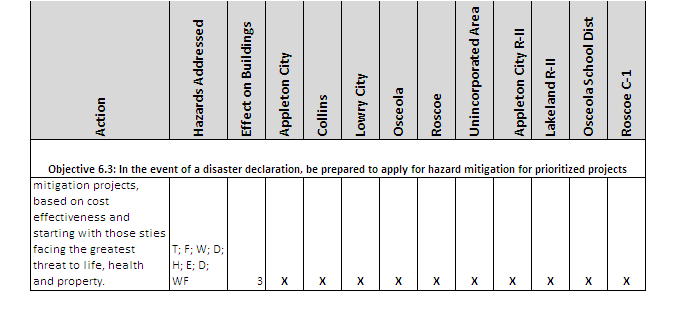 Action
Hazards Addressed
Effect on Buildings
Appleton City
Collins
Lowry City
Osceola
Roscoe
Unincorporated Area
Appleton City R-II
Lakeland R-II
Osceola School Dist
Roscoe C-1
Objective 6.3: In the event of a disaster declaration, be prepared to apply for hazard mitigation for prioritized projects
mitigation projects,
based on cost
effectiveness and
starting with those sties
facing the greatest
threat to life, health
and property.
T; F; W; D;
H; E; D;
WF
3 X X X X X X X X X X